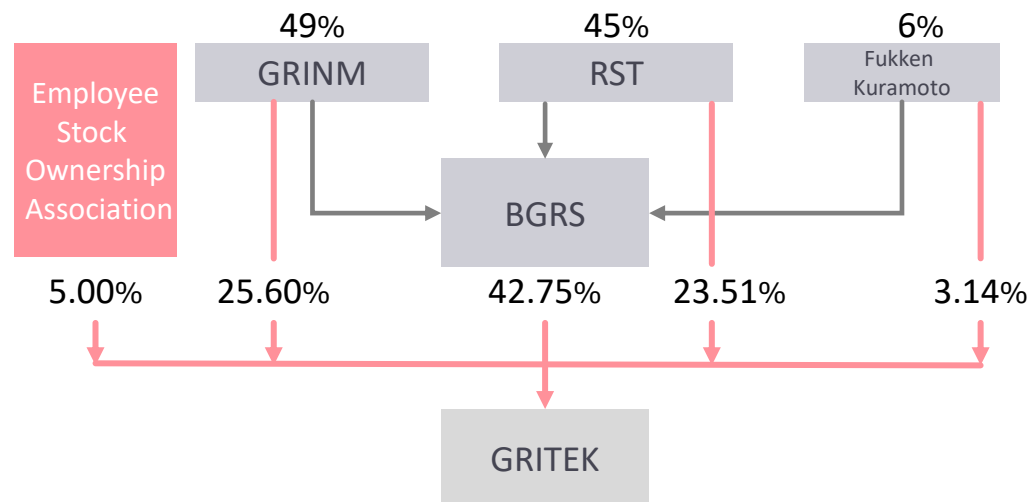 49%
45%
6%
Employee
Stock
Ownership
Association
GRINM
RST
Fukken
Kuramoto
BGRS
5.00%
25.60%
42.75%
23.51%
3.14%
GRITEK